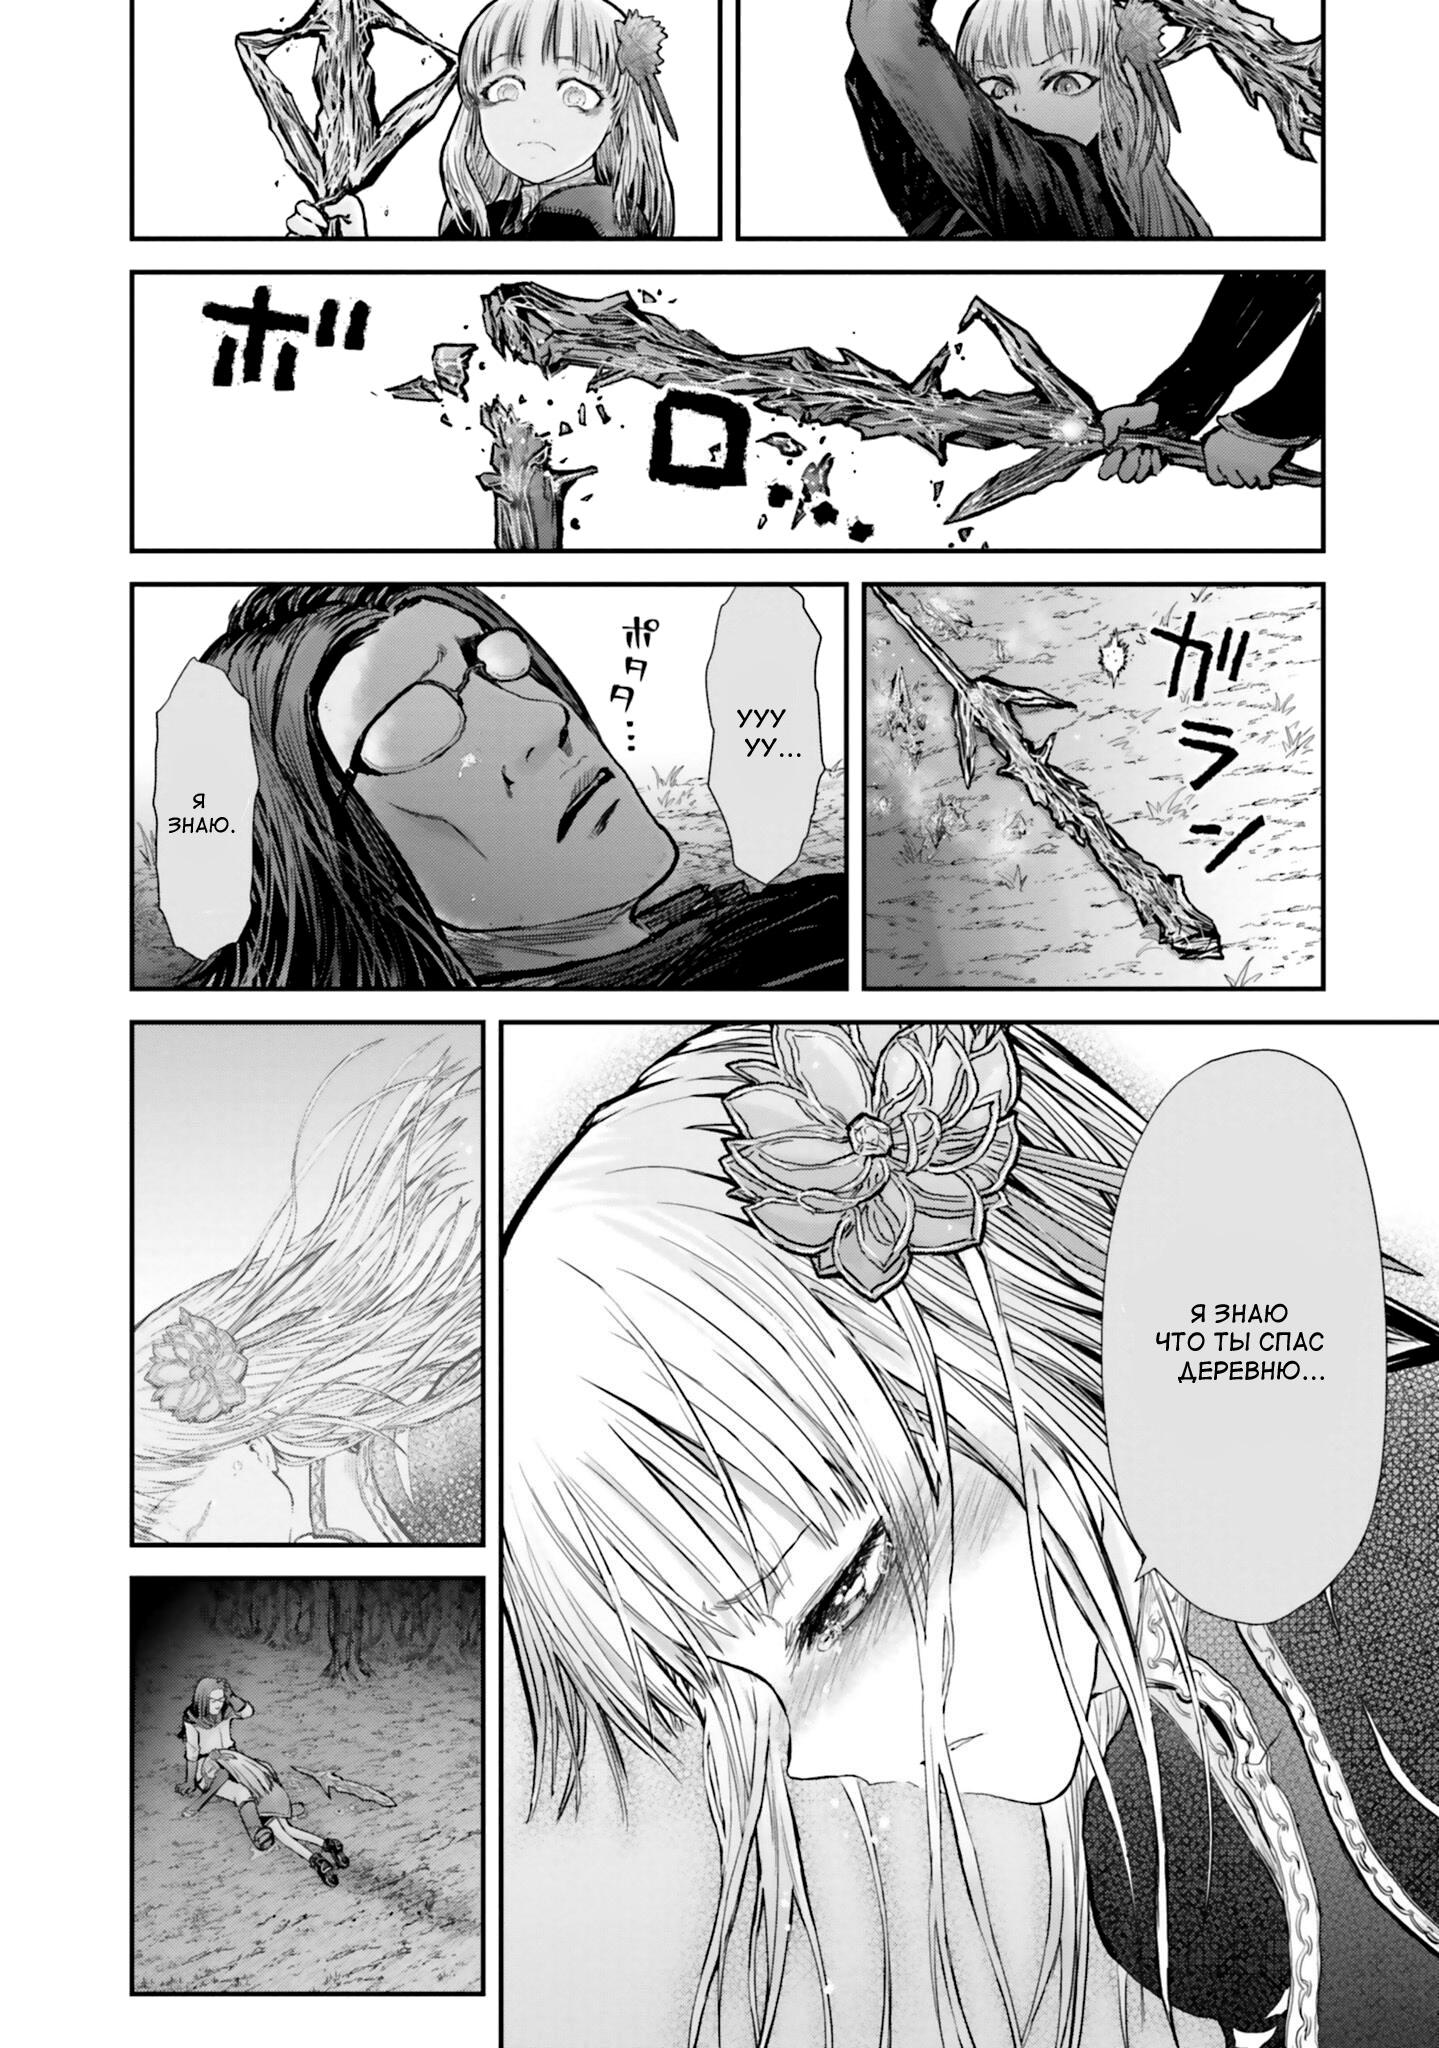 ボロ…
ガラン
УУУ
УУ...
ポタタ…
Я
ЗНАЮ.
Я ЗНАЮ
ЧТО ТЫ СПАС
ДЕРЕВНЮ...